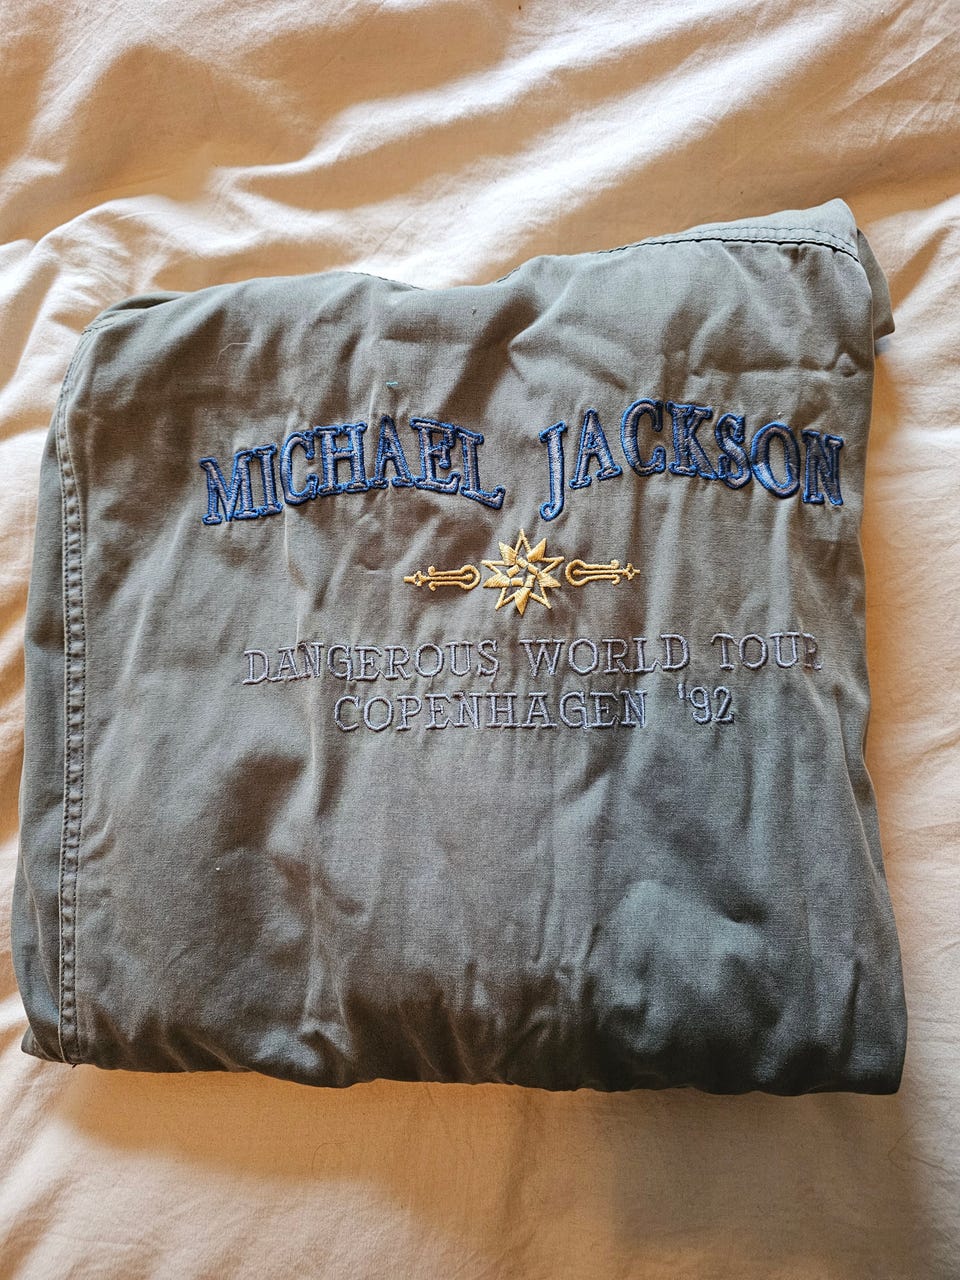 MICHAEL JACKSON
DANGEROUS WORLD TOUR
COPENHAGEN '92